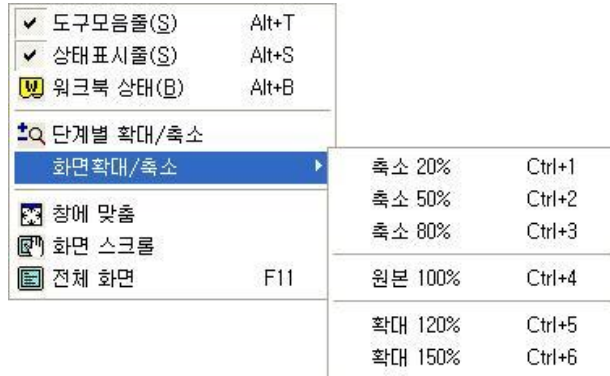 도구모음줄(S) Alt+T
상태표시줄(S) Alt+S
워크북 상태(B) Alt+B
단계별 확대/축소
화면확대/축소
창에 맞춤
화면 스크롤
전체 화면 F11
축소 20% Ctrl+1
축소 50% Ctrl+2
축소 80% Ctrl+3
원본 100% Ctrl+4
확대 120% Ctrl+5
확대 150% Ctrl+6